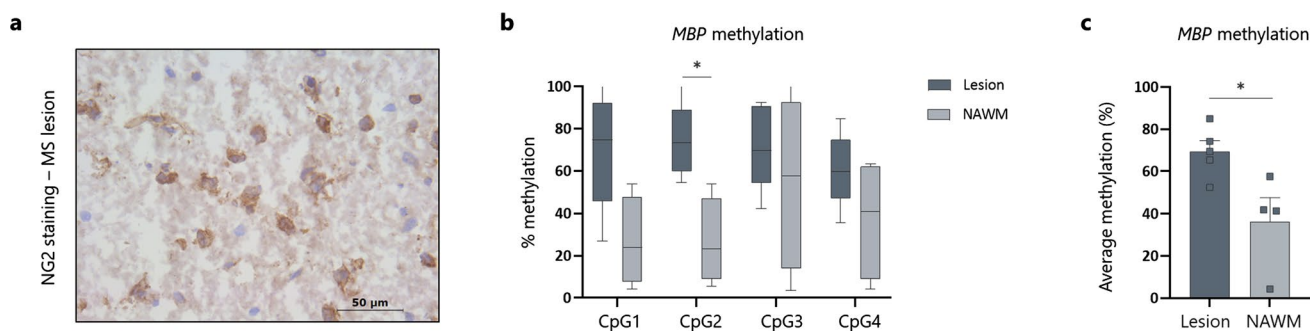 a
NG2 staining – MS lesion
50 µm
b
MBP methylation
% methylation
100
80
60
40
20
0
*
CpG1 CpG2 CpG3 CpG4
Lesion
NAWM
c
MBP methylation
Average methylation (%)
100
80
60
40
20
0
*
Lesion NAWM